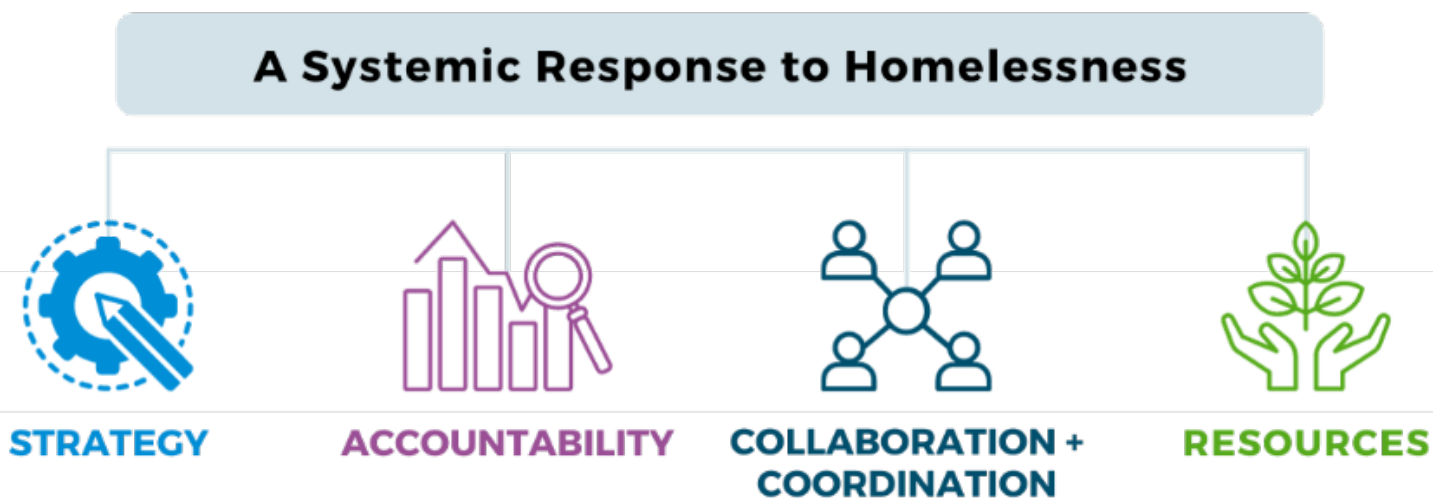 A Systemic Response to Homelessness
STRATEGY
ACCOUNTABILITY
COLLABORATION +
COORDINATION
RESOURCES